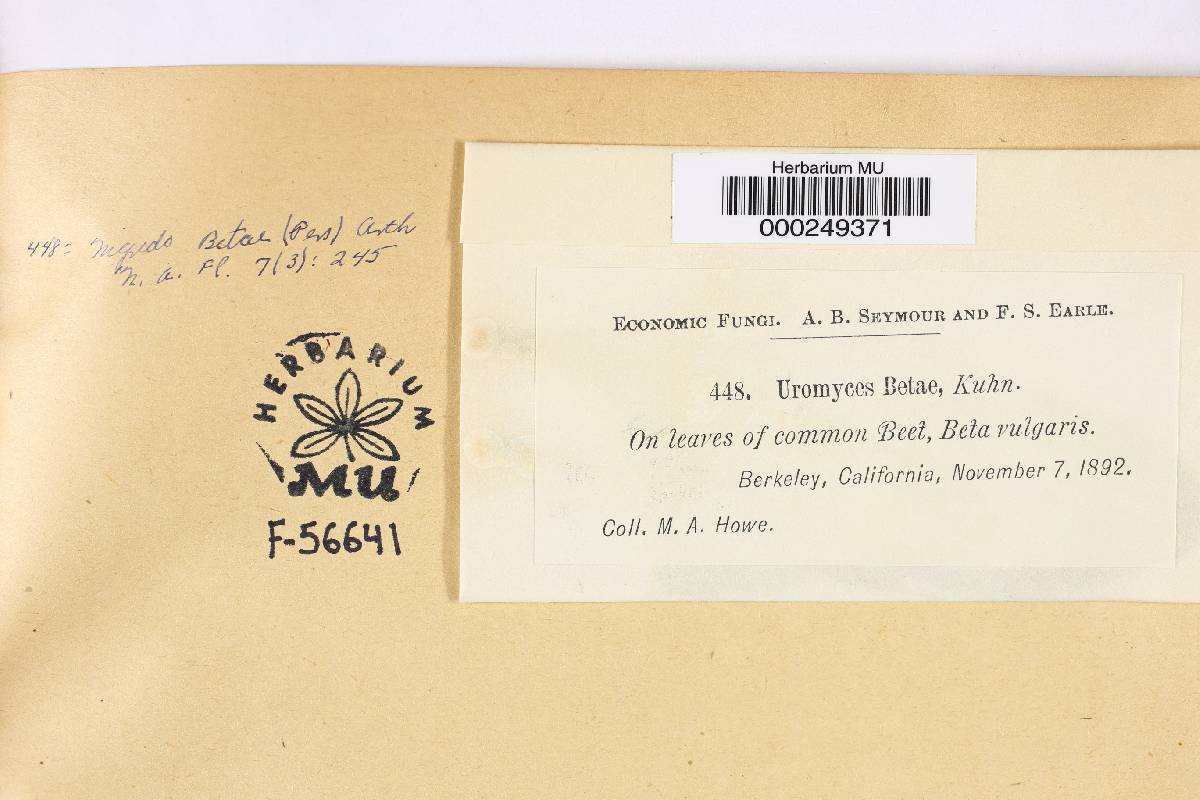 448 = Nigredo Betae (Pers) Arth
N. a. Fl. 7(3): 245
HERBARIUM
MU
F-56641
Herbarium MU
000249371
ECONOMIC FUNGI. A. B. SEYMOUR AND F. S. EARLE.
448. Uromyces Betae, Kuhn.
On leaves of common Beet, Beta vulgaris.
Berkeley, California, November 7, 1892.
Coll. M. A. Howe.